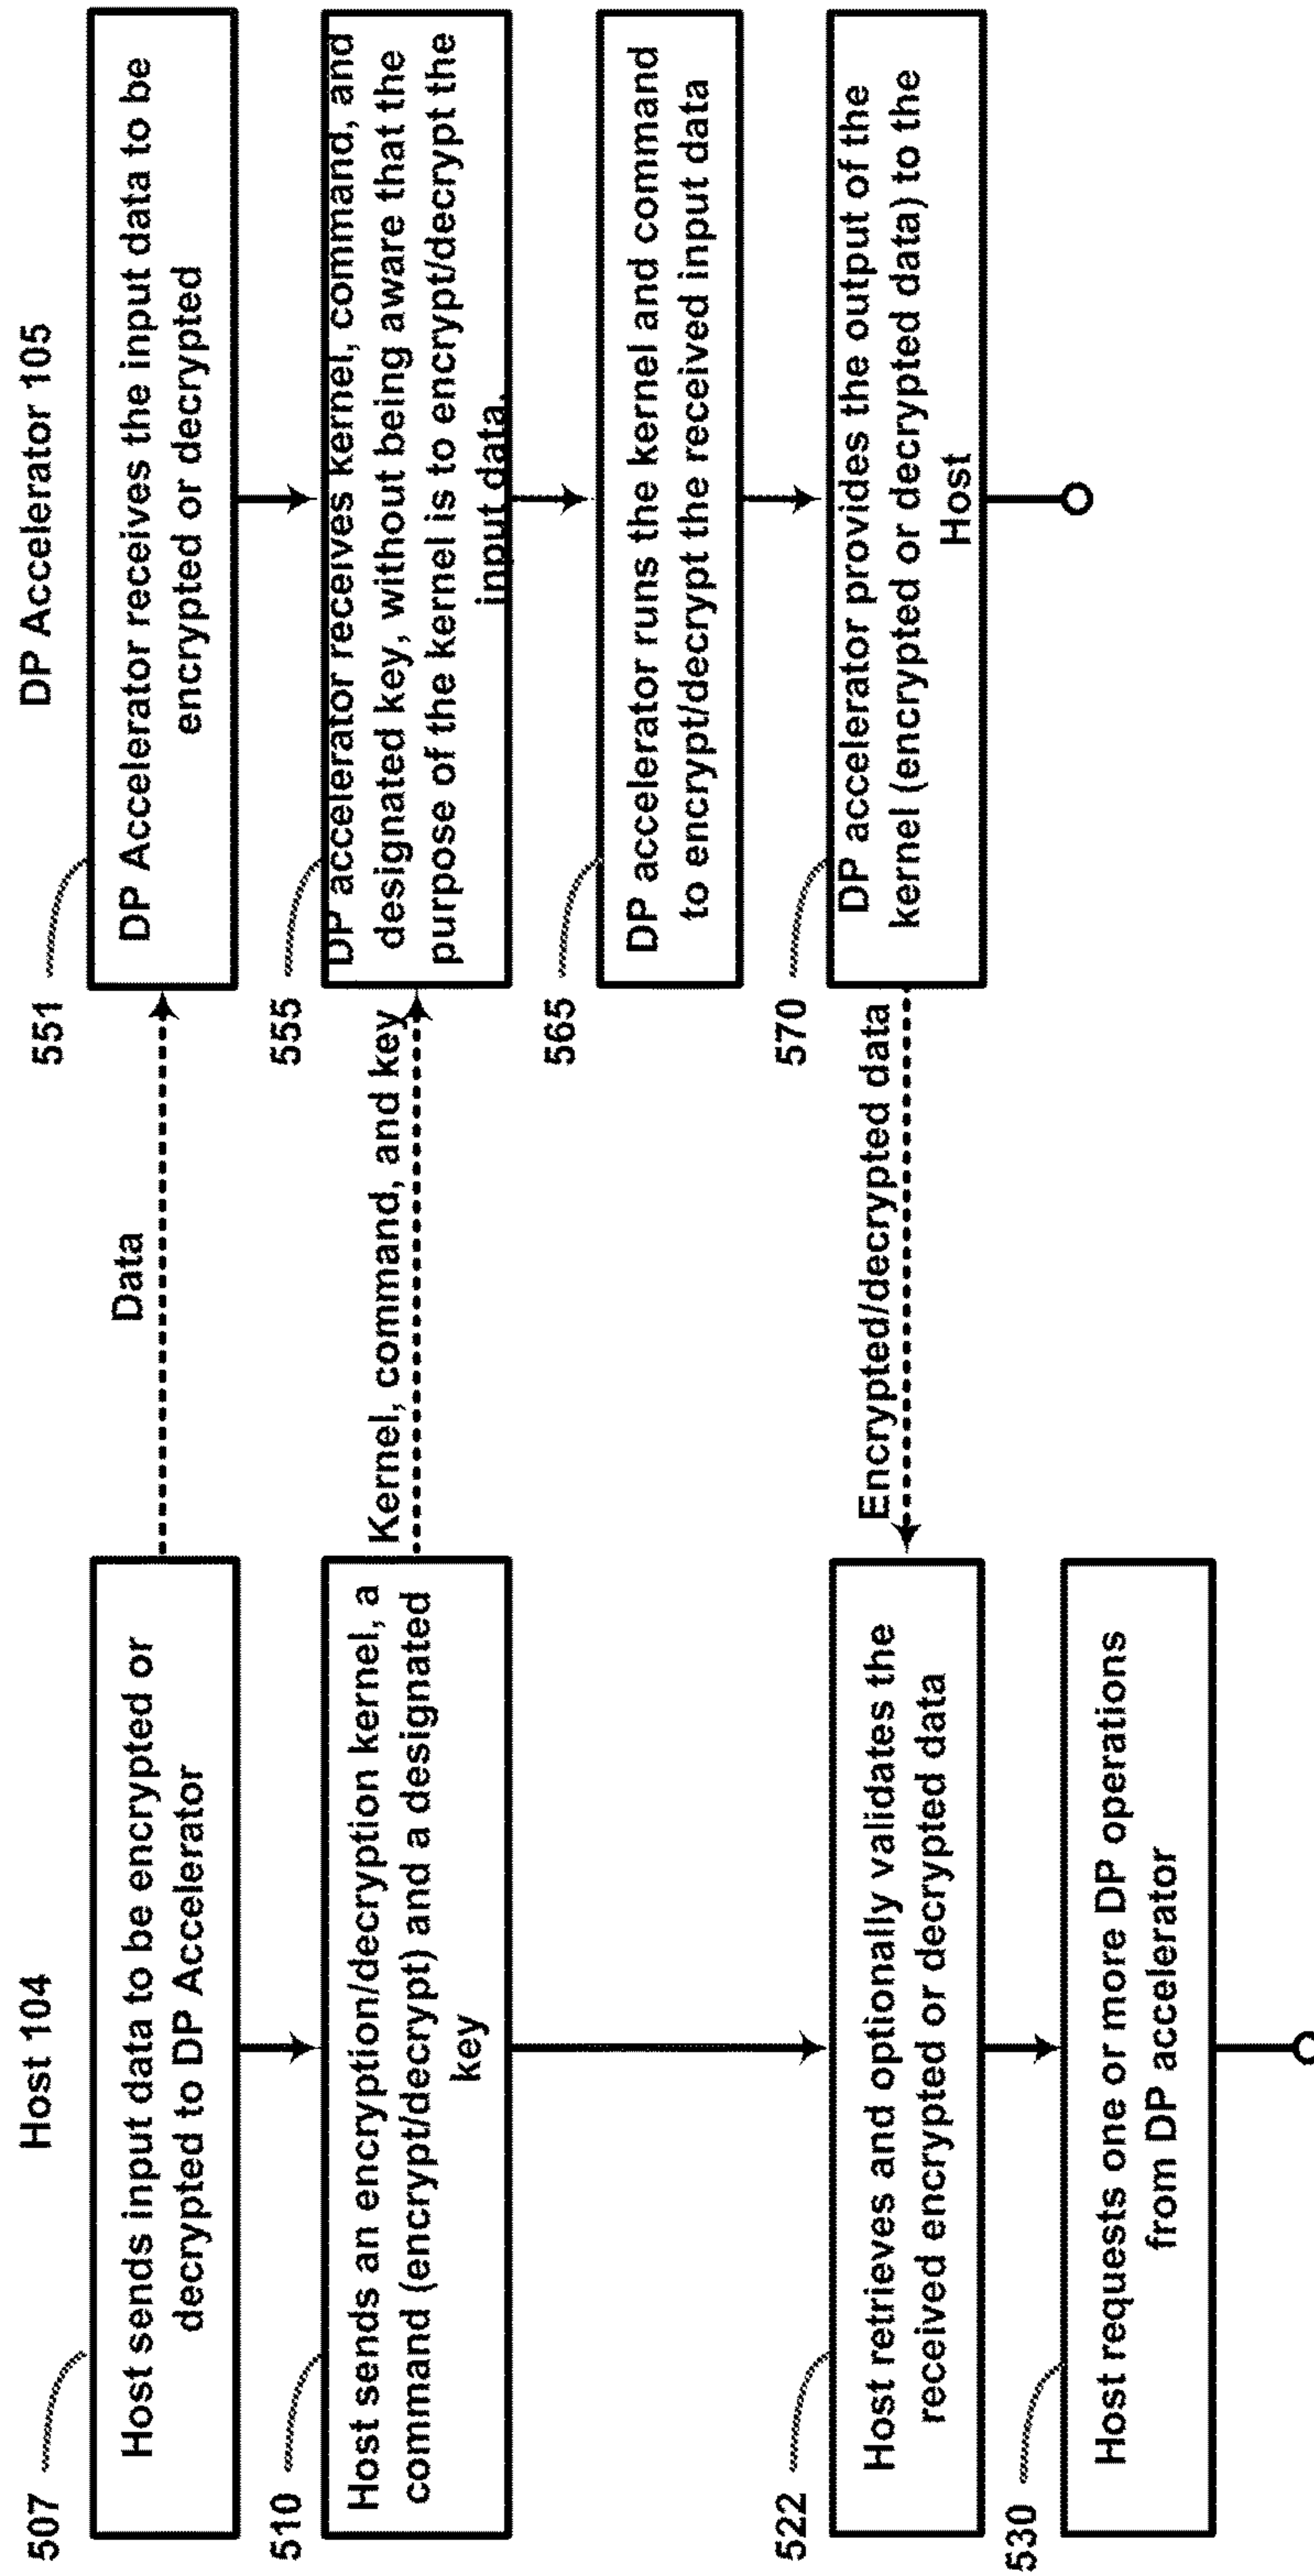 Host 104
DP Accelerator 105
507
Host sends input data to be encrypted or
decrypted to DP Accelerator
Data
551
DP Accelerator receives the input data to be
encrypted or decrypted
510
Host sends an encryption/decryption kernel, a
command (encrypt/decrypt) and a designated
key
Kernel, command, and key
555
DP accelerator receives kernel, command, and
designated key, without being aware that the
purpose of the kernel is to encrypt/decrypt the
input data.
565
DP accelerator runs the kernel and command
to encrypt/decrypt the received input data
522
Host retrieves and optionally validates the
received encrypted or decrypted data
Encrypted/decrypted data
570
DP accelerator provides the output of the
kernel (encrypted or decrypted data) to the
Host
530
Host requests one or more DP operations
from DP accelerator